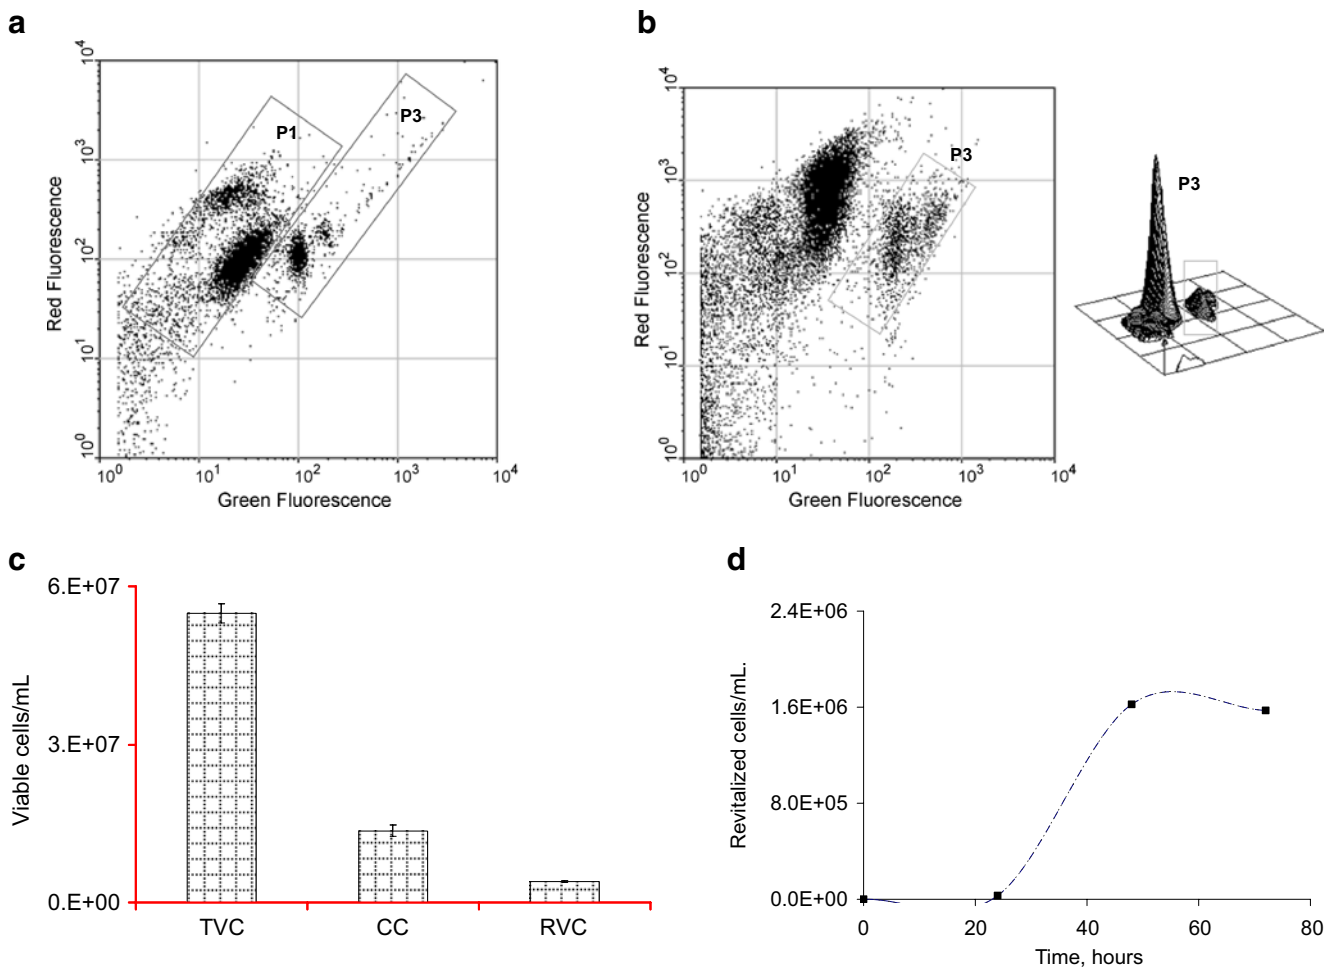 a
10^4
10^3
10^2
10^1
10^0
Red Fluorescence
P1
P3
10^0 10^1 10^2 10^3 10^4
Green Fluorescence
b
10^4
10^3
10^2
10^1
10^0
Red Fluorescence
P3
10^0 10^1 10^2 10^3 10^4
Green Fluorescence
P3
c
6.E+07
3.E+07
0.E+00
Viable cells/mL
TVC CC RVC
d
2.4E+06
1.6E+06
8.0E+05
0.0E+00
Revitalized cells/mL.
0 20 40 60 80
Time, hours